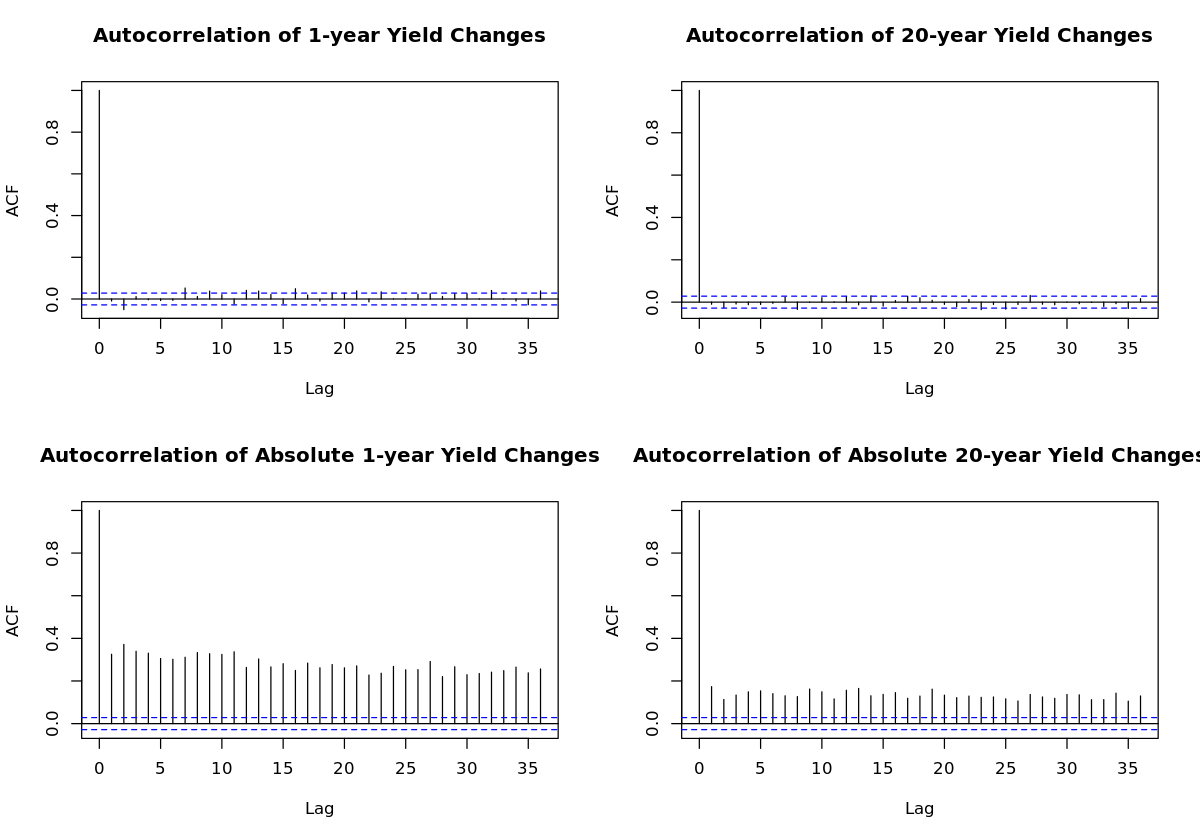 Autocorrelation of 1-year Yield Changes
ACF
0.0 0.4 0.8
0 5 10 15 20 25 30 35
Lag
Autocorrelation of 20-year Yield Changes
ACF
0.0 0.4 0.8
0 5 10 15 20 25 30 35
Lag
Autocorrelation of Absolute 1-year Yield Changes
ACF
0.0 0.4 0.8
0 5 10 15 20 25 30 35
Lag
Autocorrelation of Absolute 20-year Yield Changes
ACF
0.0 0.4 0.8
0 5 10 15 20 25 30 35
Lag